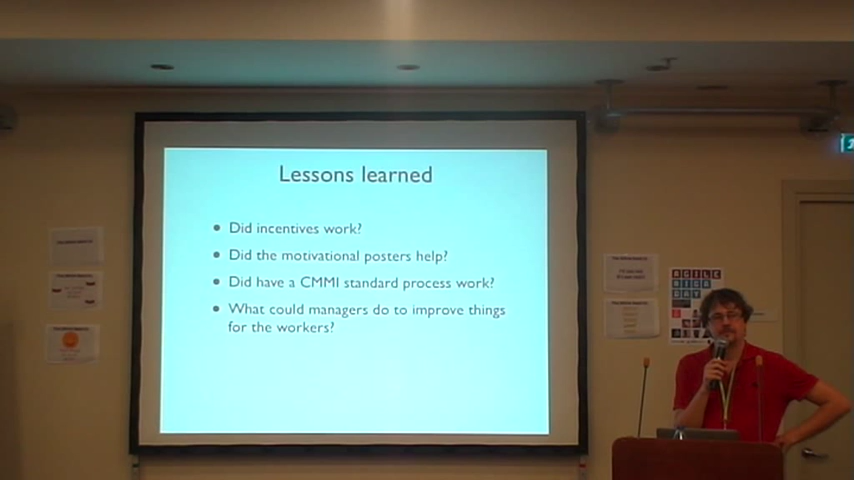 Lessons learned
Did incentives work?
Did the motivational posters help?
Did have a CMMI standard process work?
What could managers do to improve things
for the workers?
AGILE